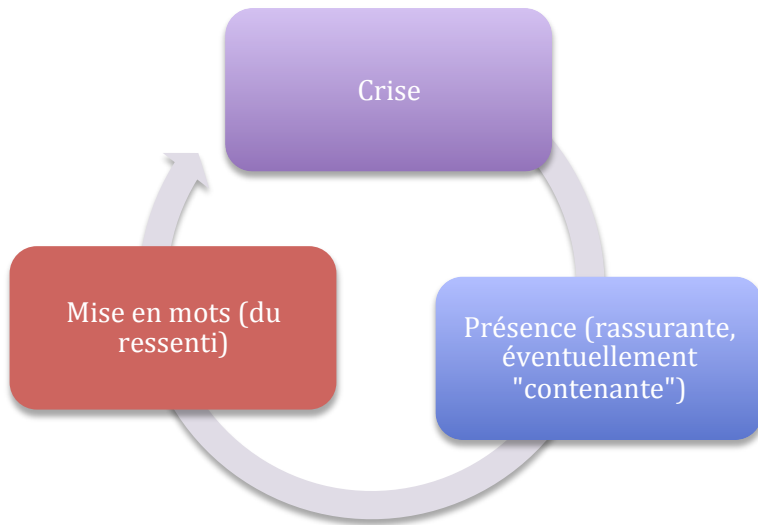 Crise
Présence (rassurante,
éventuellement
"contenante")
Mise en mots (du
ressenti)